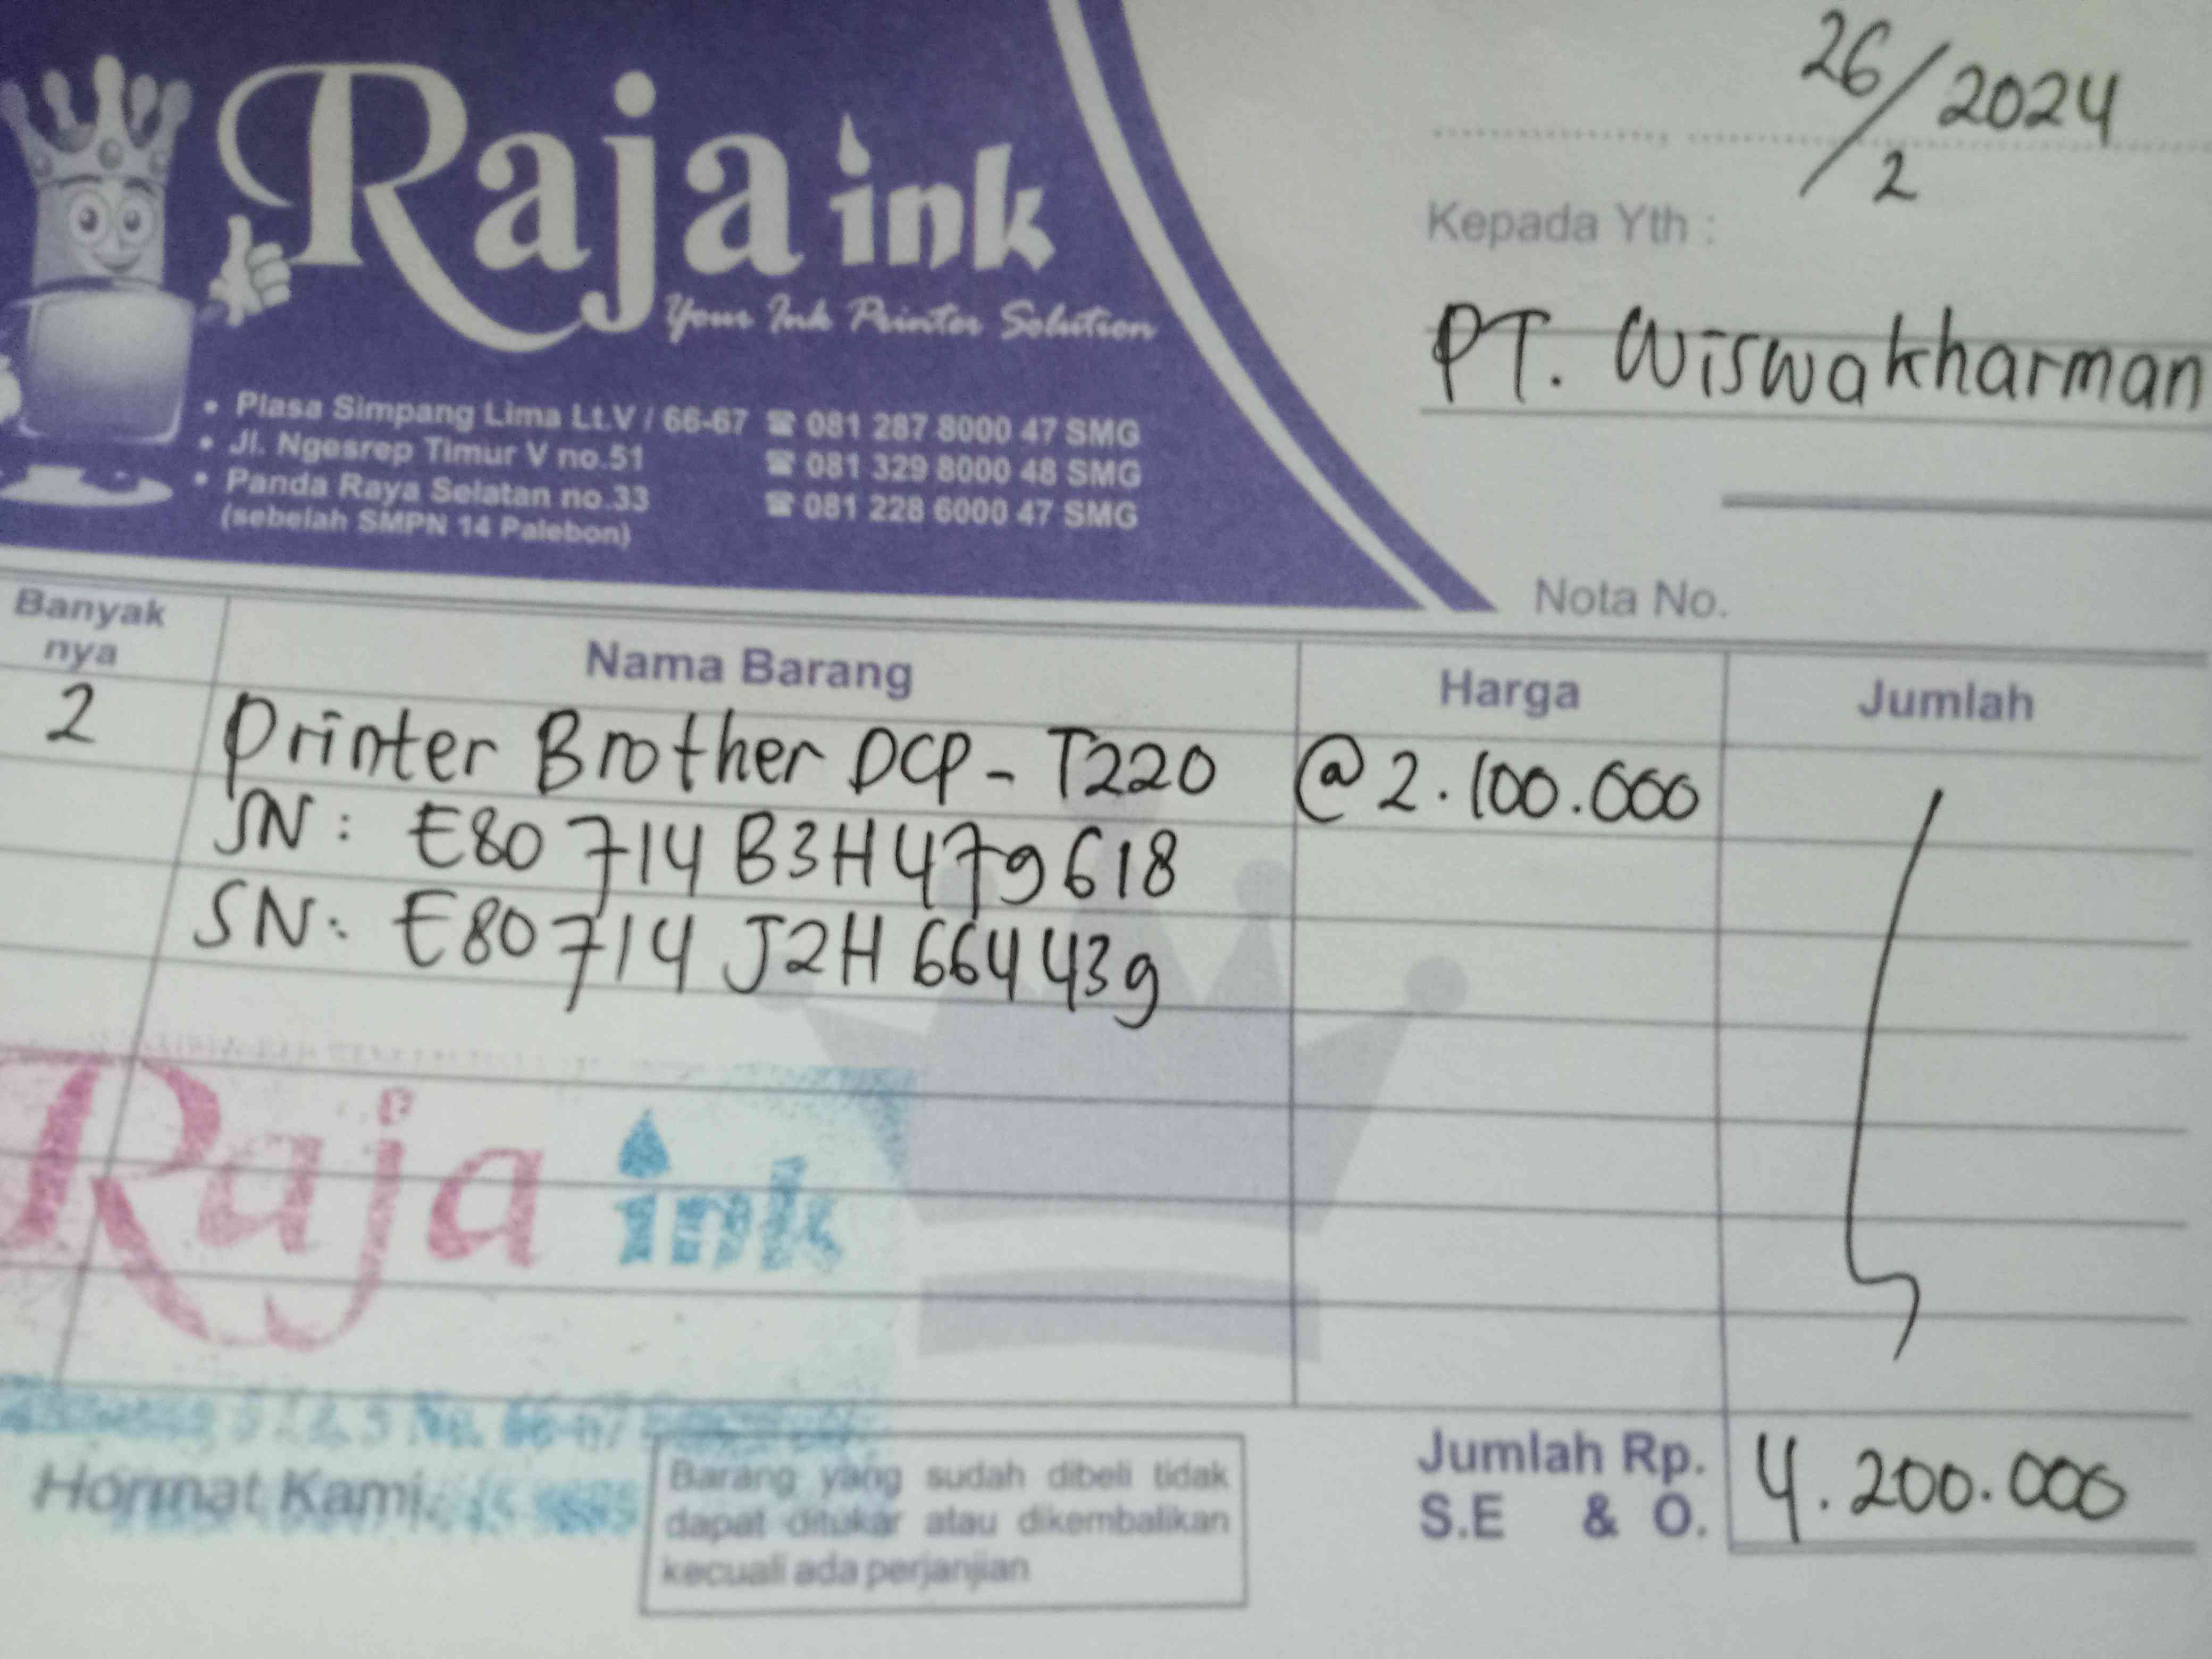 Raja ink
Your Ink Printer Solution
• Plasa Simpang Lima Lt.V / 66-67 ☎ 081 287 8000 47 SMG
• Jl. Ngesrep Timur V no.51 ☎ 081 329 8000 48 SMG
• Panda Raya Selatan no.33 ☎ 081 228 6000 47 SMG
(sebelah SMPN 14 Palebon)
26/2 2024
Kepada Yth :
PT. Wiswakharman
Nota No.
Banyak nya Nama Barang Harga Jumlah
2 Printer Brother DCP-T220 @2.100.000
SN: E80714B3H479618
SN: E80714J2H664439
Raja ink
No. 66-67
Hormat Kami,
Barang yang sudah dibeli tidak
dapat ditukar atau dikembalikan
kecuali ada perjanjian
Jumlah Rp. 4.200.000
S.E & O.